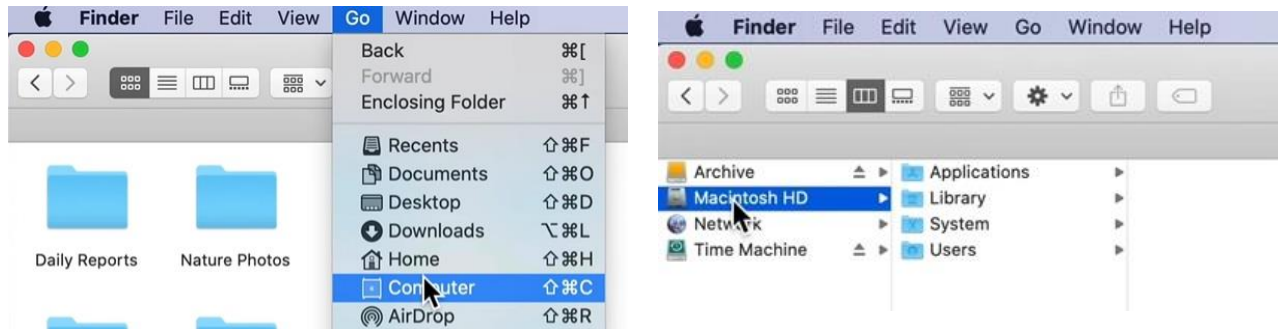 Finder File Edit View Go Window Help
Back ⌘[
Forward ⌘]
Enclosing Folder ⌘↑
Recents ⇧⌘F
Documents ⇧⌘O
Desktop ⇧⌘D
Downloads ⌥⌘L
Home ⇧⌘H
Computer ⇧⌘C
AirDrop ⇧⌘R
Daily Reports Nature Photos
Finder File Edit View Go Window Help
Archive Applications
Macintosh HD Library
Network System
Time Machine Users